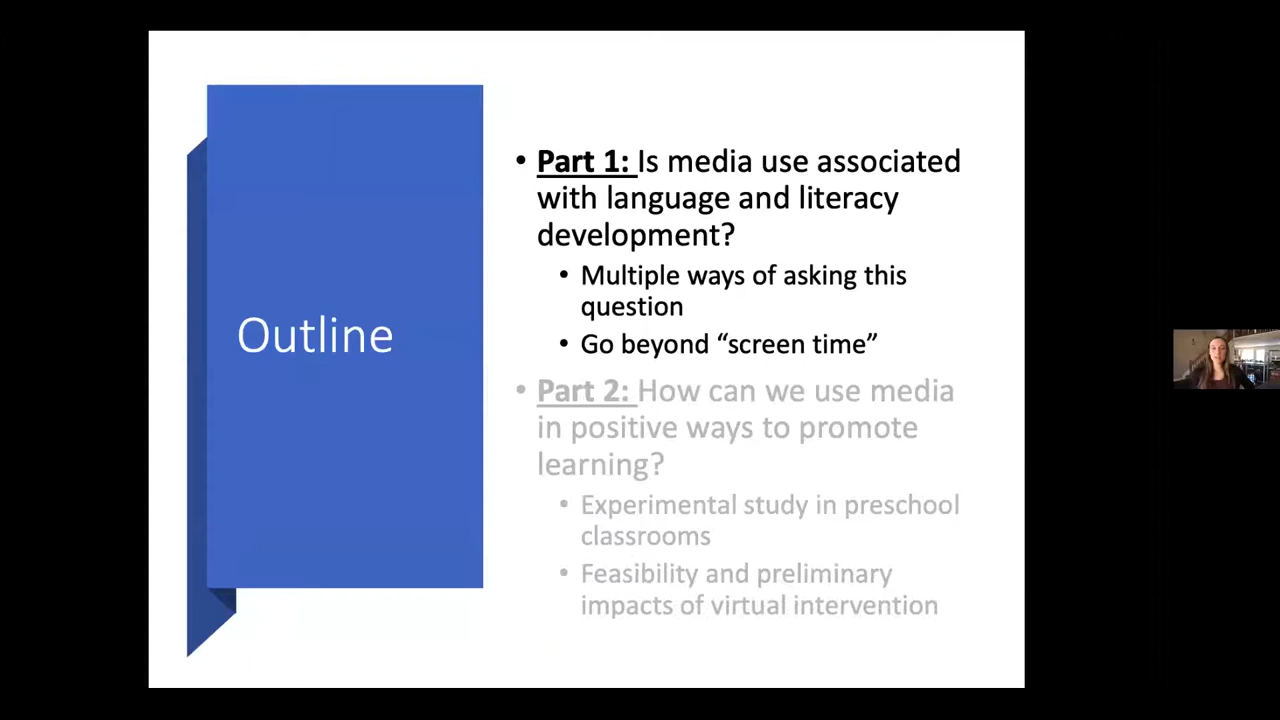 Outline
• Part 1: Is media use associated
with language and literacy
development?
• Multiple ways of asking this
question
• Go beyond “screen time”
• Part 2: How can we use media
in positive ways to promote
learning?
• Experimental study in preschool
classrooms
• Feasibility and preliminary
impacts of virtual intervention